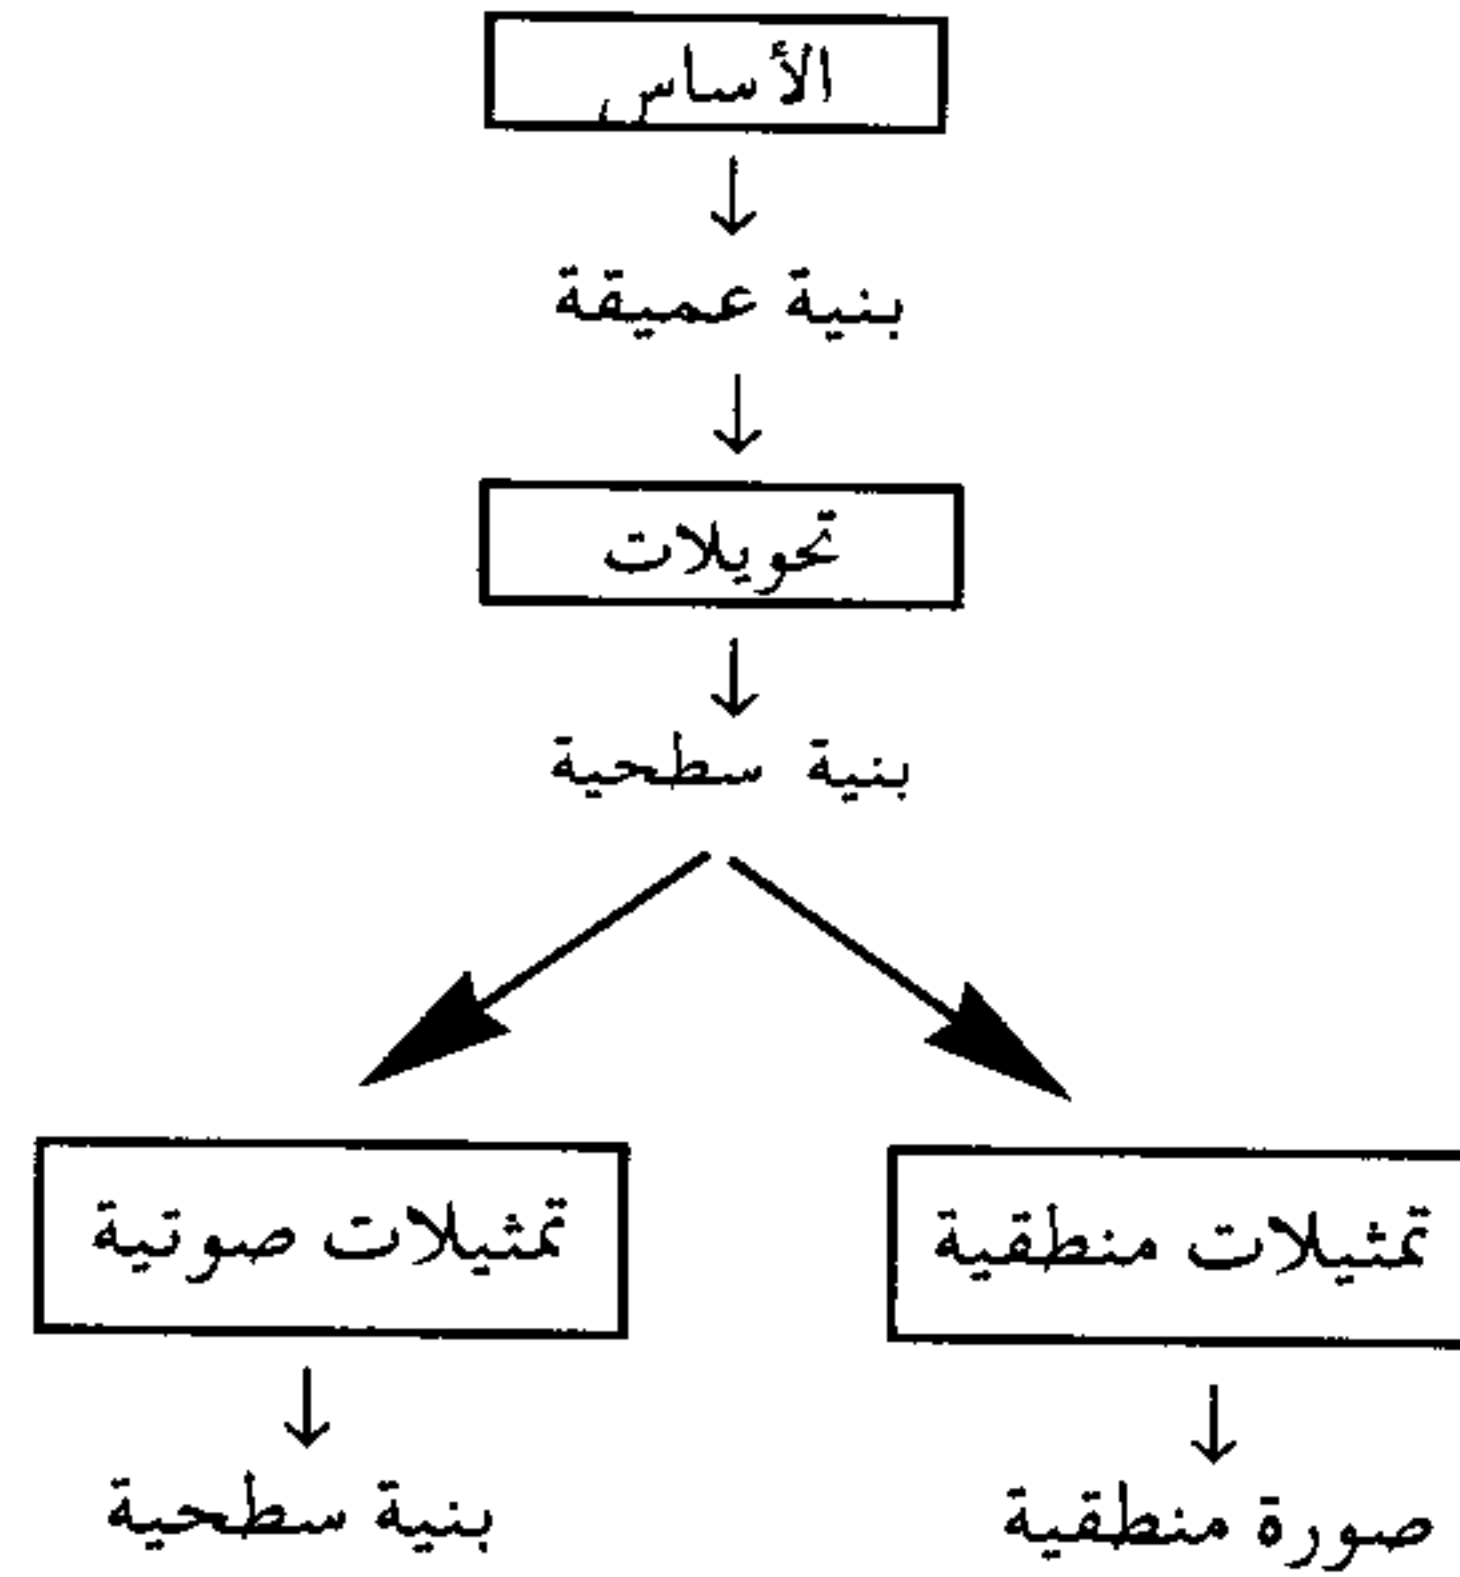 الأساس
بنية عميقة
تحويلات
بنية سطحية
تمثيلات منطقية
تمثيلات صوتية
صورة منطقية
بنية سطحية